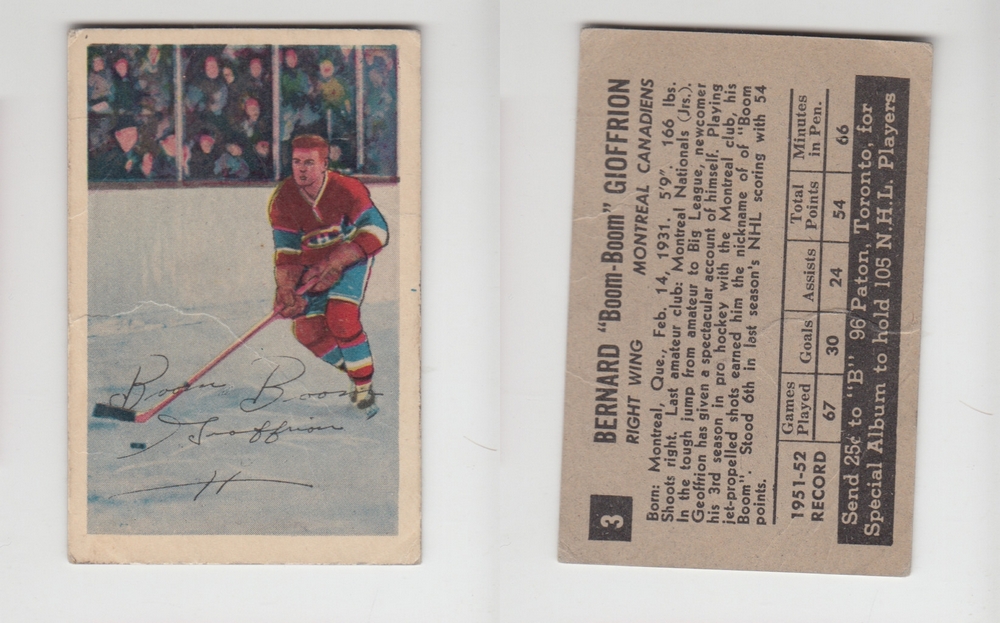 Boom Boom
Geoffrion
3
BERNARD "Boom-Boom" GIOFFRION
RIGHT WING MONTREAL CANADIENS
Born: Montreal, Que., Feb, 14, 1931. 5'9". 166 lbs.
Shoots right. Last amateur club: Montreal Nationals (Jrs.).
In the tough jump from amateur to Big League, newcomer
Geoffrion has given a spectacular account of himself. Playing
his 3rd season in pro hockey with the Montreal club, his
jet-propelled shots earned him the nickname of of "Boom
Boom". Stood 6th in last season's NHL scoring with 54
points.
1951-52 RECORD
Games Played Goals Assists Total Points Minutes in Pen.
67 30 24 54 66
Send 25¢ to "B" 96 Paton, Toronto, for
Special Album to hold 105 N.H.L. Players